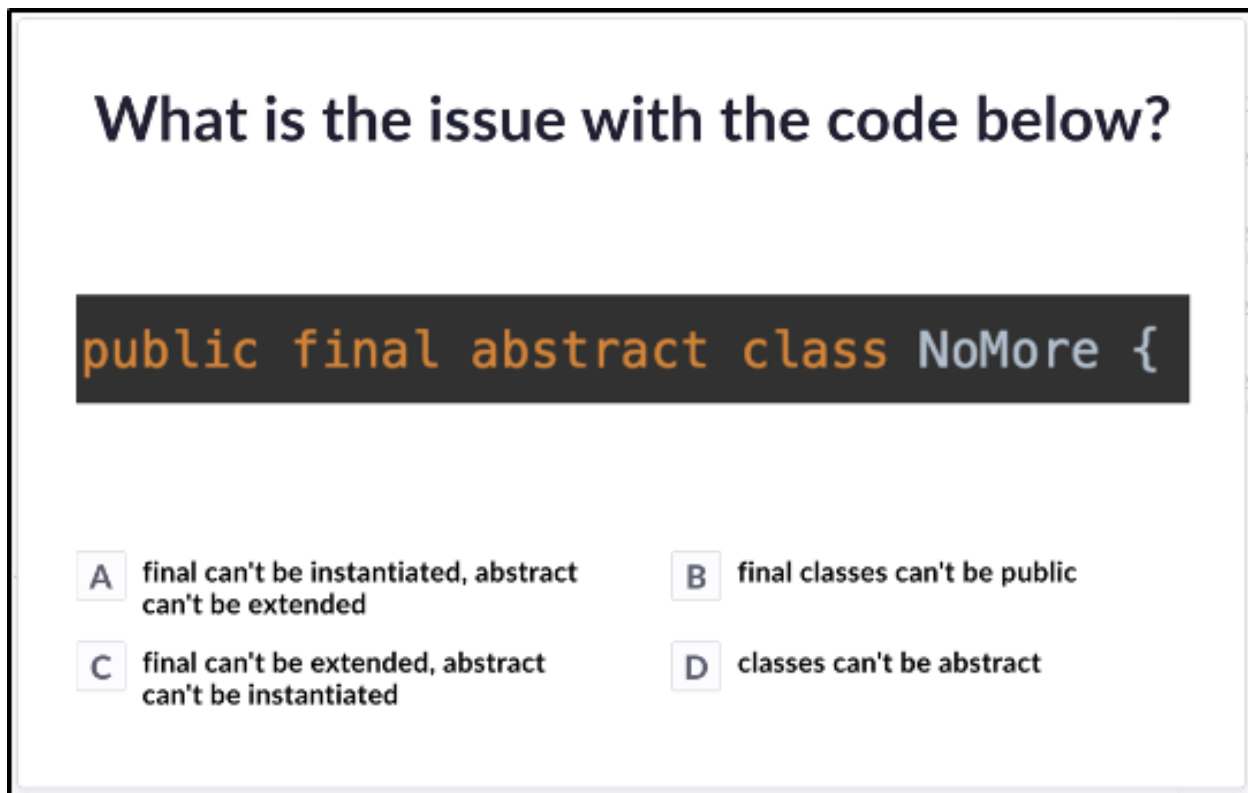 What is the issue with the code below?
public final abstract class NoMore {
A
final can't be instantiated, abstract
can't be extended
B
final classes can't be public
C
final can't be extended, abstract
can't be instantiated
D
classes can't be abstract